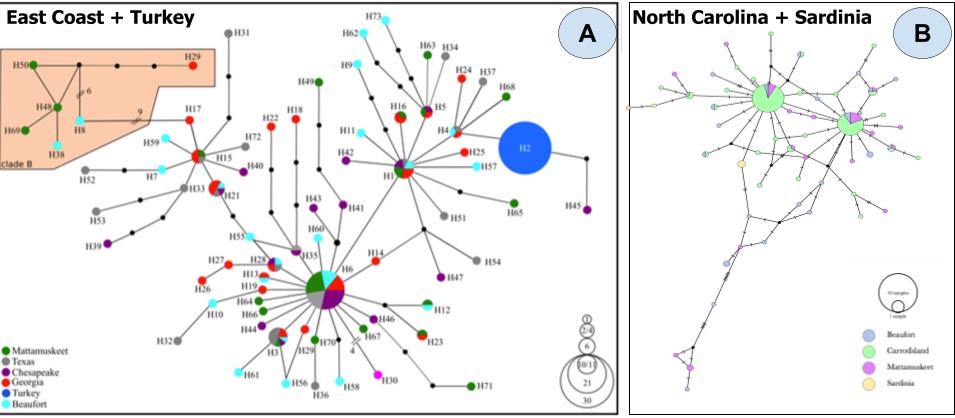 East Coast + Turkey
A
H73
H62
H31
H63
H34
H50
H29
H9
H24
H37
H49
H68
6
H5
H48
9
H17
H22
H18
H16
H4
H69
H8
H59
H11
H2
H38
H72
H25
clade B
H15
H42
H57
H52
H7
H40
H1
H33
H21
H43
H41
H65
H45
H53
H51
H39
H55
H60
H35
H54
H27
H28
H6
H14
H13
H47
H26
H19
H64
H12
H10
H66
H46
H44
H67
H23
H32
H3
H29
H70
4
H61
H56
H36
H58
H30
H71
Mattamuskeet
Texas
Chesapeake
Georgia
Turkey
Beaufort
1
2/4
6
10/11
21
30
North Carolina + Sardinia
B
10 samples
1 sample
Beaufort
CarrotIsland
Mattamuskeet
Sardinia